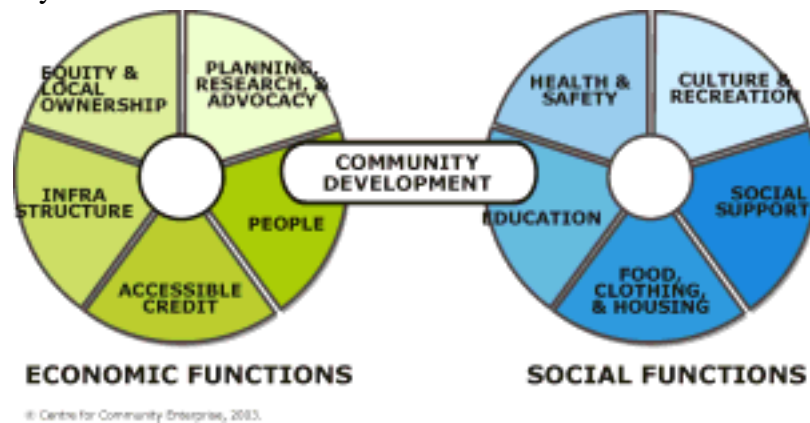 EQUITY &
LOCAL
OWNERSHIP
PLANNING,
RESEARCH, &
ADVOCACY
INFRA
STRUCTURE
PEOPLE
ACCESSIBLE
CREDIT
COMMUNITY
DEVELOPMENT
HEALTH &
SAFETY
CULTURE &
RECREATION
EDUCATION
SOCIAL
SUPPORT
FOOD,
CLOTHING,
& HOUSING
ECONOMIC FUNCTIONS
SOCIAL FUNCTIONS
© Centre for Community Enterprise, 2003.